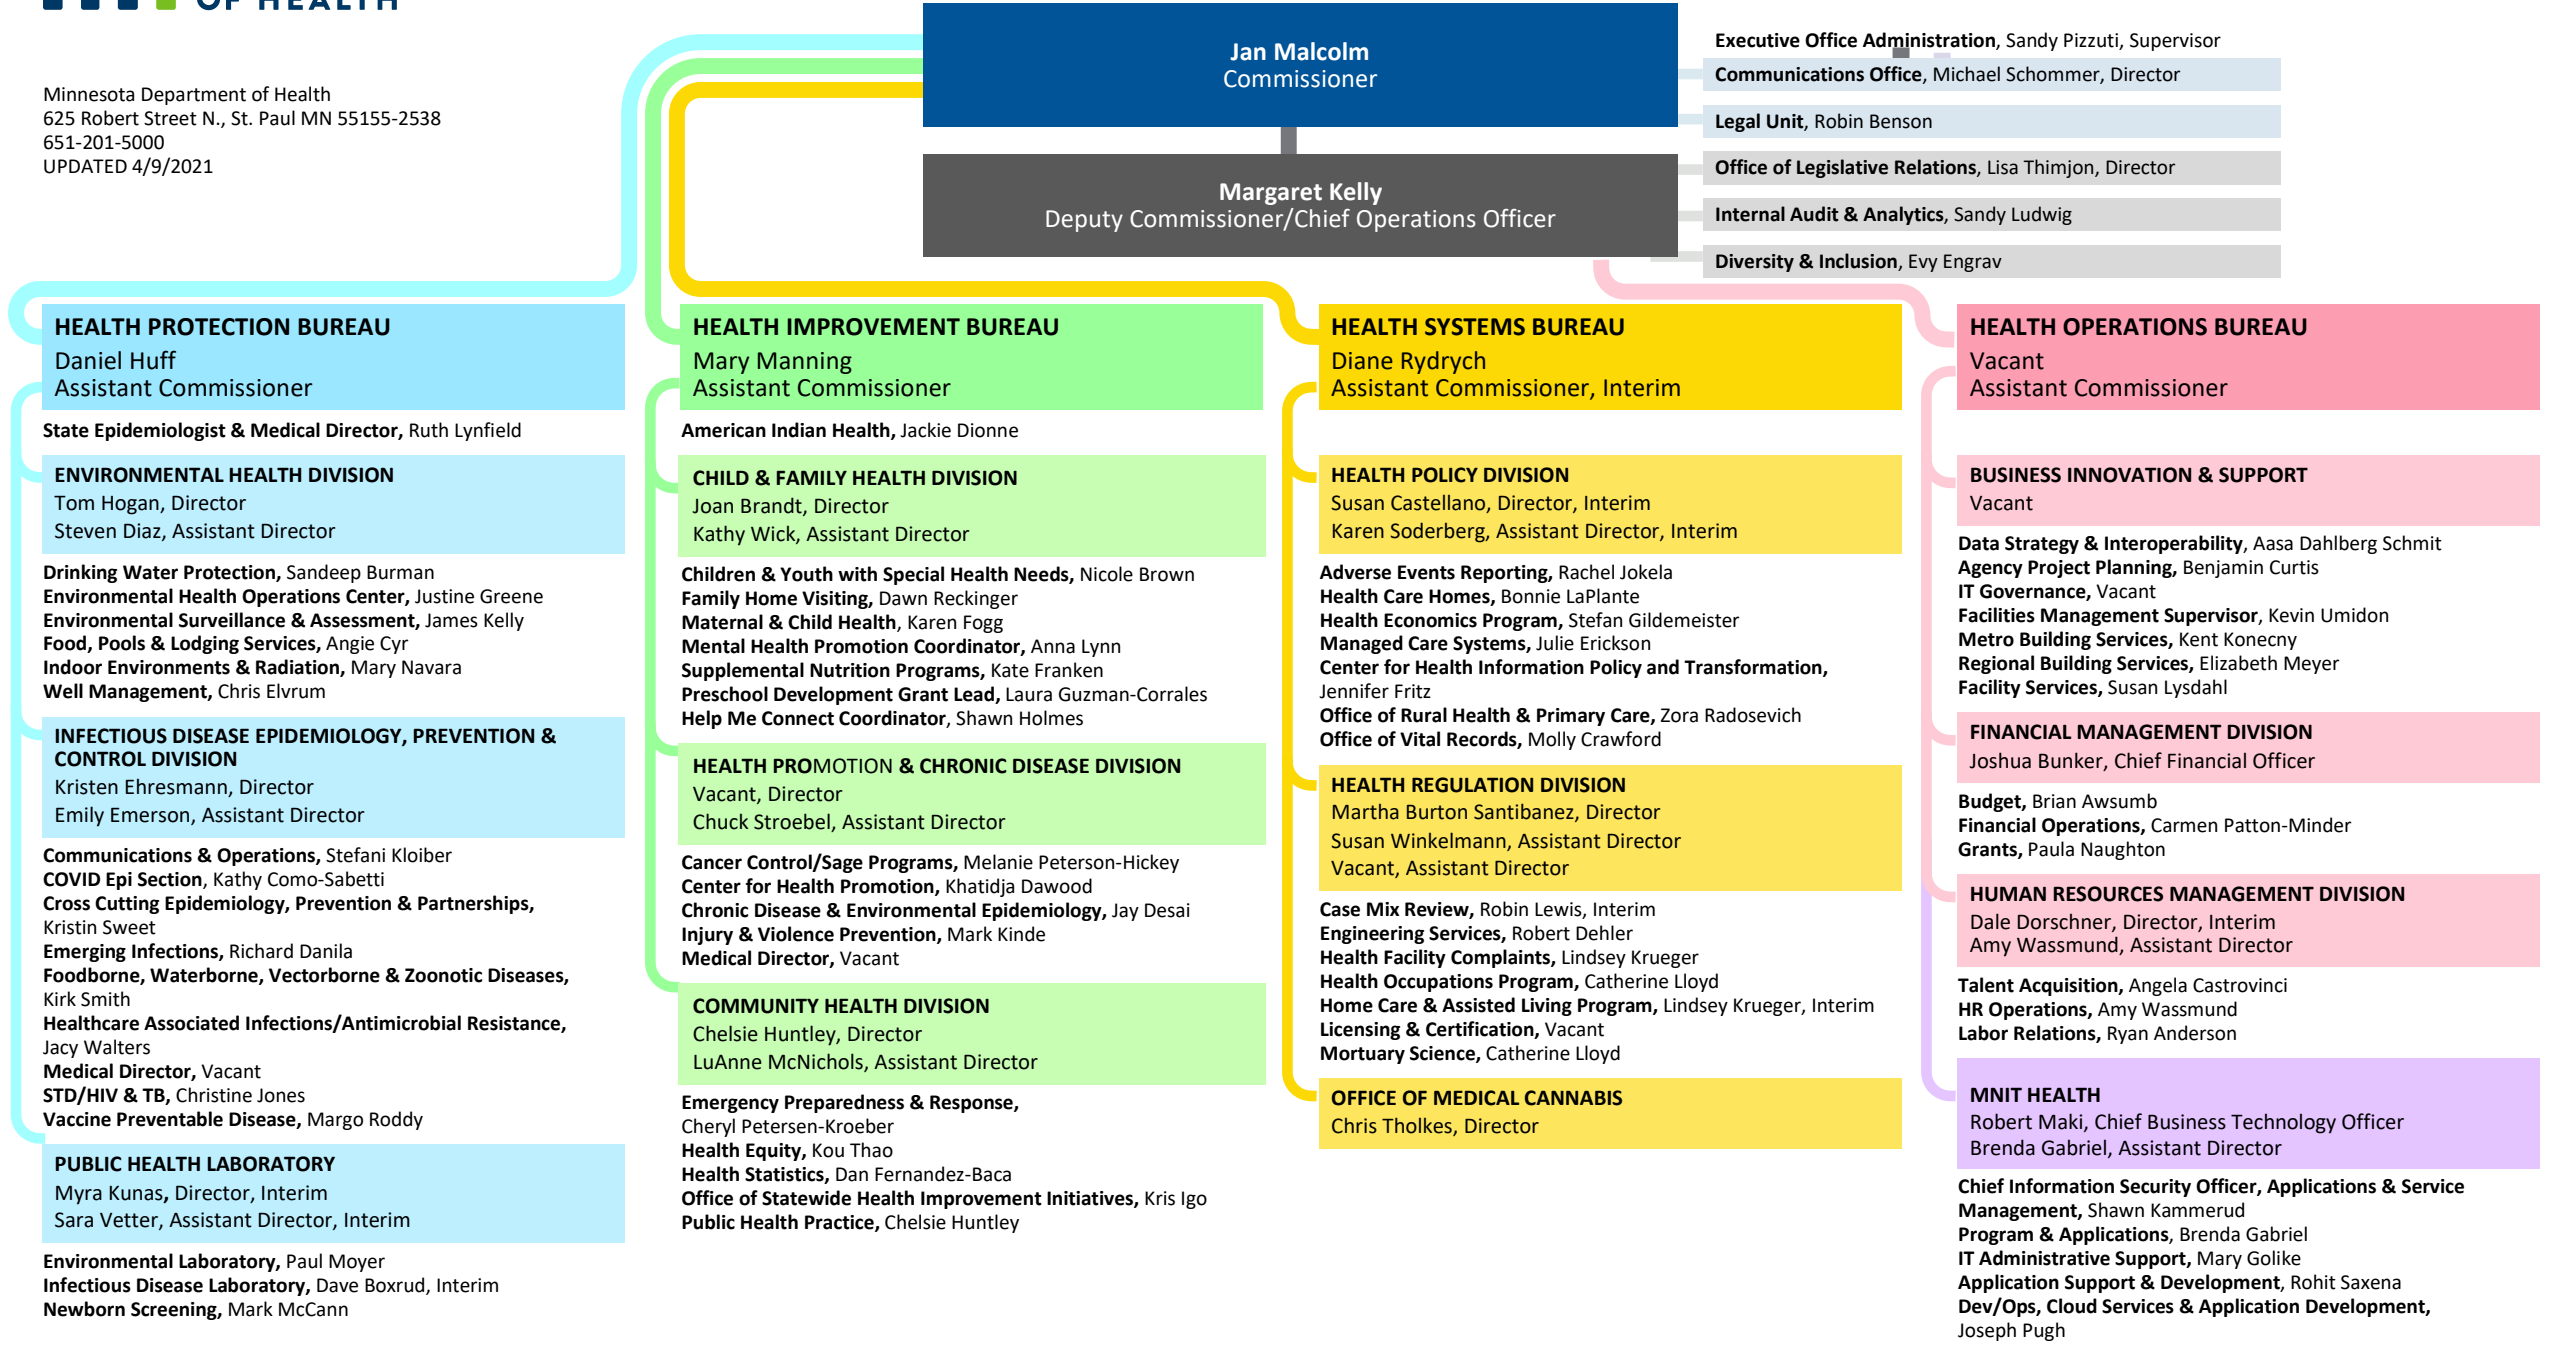 OF HEALTH
Minnesota Department of Health
625 Robert Street N., St. Paul MN 55155-2538
651-201-5000
UPDATED 4/9/2021
Jan Malcolm
Commissioner
Margaret Kelly
Deputy Commissioner/Chief Operations Officer
Executive Office Administration, Sandy Pizzuti, Supervisor
Communications Office, Michael Schommer, Director
Legal Unit, Robin Benson
Office of Legislative Relations, Lisa Thimjon, Director
Internal Audit & Analytics, Sandy Ludwig
Diversity & Inclusion, Evy Engrav
HEALTH PROTECTION BUREAU
Daniel Huff
Assistant Commissioner
State Epidemiologist & Medical Director, Ruth Lynfield
ENVIRONMENTAL HEALTH DIVISION
Tom Hogan, Director
Steven Diaz, Assistant Director
Drinking Water Protection, Sandeep Burman
Environmental Health Operations Center, Justine Greene
Environmental Surveillance & Assessment, James Kelly
Food, Pools & Lodging Services, Angie Cyr
Indoor Environments & Radiation, Mary Navara
Well Management, Chris Elvrum
INFECTIOUS DISEASE EPIDEMIOLOGY, PREVENTION &
CONTROL DIVISION
Kristen Ehresmann, Director
Emily Emerson, Assistant Director
Communications & Operations, Stefani Kloiber
COVID Epi Section, Kathy Como-Sabetti
Cross Cutting Epidemiology, Prevention & Partnerships,
Kristin Sweet
Emerging Infections, Richard Danila
Foodborne, Waterborne, Vectorborne & Zoonotic Diseases,
Kirk Smith
Healthcare Associated Infections/Antimicrobial Resistance,
Jacy Walters
Medical Director, Vacant
STD/HIV & TB, Christine Jones
Vaccine Preventable Disease, Margo Roddy
PUBLIC HEALTH LABORATORY
Myra Kunas, Director, Interim
Sara Vetter, Assistant Director, Interim
Environmental Laboratory, Paul Moyer
Infectious Disease Laboratory, Dave Boxrud, Interim
Newborn Screening, Mark McCann
HEALTH IMPROVEMENT BUREAU
Mary Manning
Assistant Commissioner
American Indian Health, Jackie Dionne
CHILD & FAMILY HEALTH DIVISION
Joan Brandt, Director
Kathy Wick, Assistant Director
Children & Youth with Special Health Needs, Nicole Brown
Family Home Visiting, Dawn Reckinger
Maternal & Child Health, Karen Fogg
Mental Health Promotion Coordinator, Anna Lynn
Supplemental Nutrition Programs, Kate Franken
Preschool Development Grant Lead, Laura Guzman-Corrales
Help Me Connect Coordinator, Shawn Holmes
HEALTH PROMOTION & CHRONIC DISEASE DIVISION
Vacant, Director
Chuck Stroebel, Assistant Director
Cancer Control/Sage Programs, Melanie Peterson-Hickey
Center for Health Promotion, Khatidja Dawood
Chronic Disease & Environmental Epidemiology, Jay Desai
Injury & Violence Prevention, Mark Kinde
Medical Director, Vacant
COMMUNITY HEALTH DIVISION
Chelsie Huntley, Director
LuAnne McNichols, Assistant Director
Emergency Preparedness & Response,
Cheryl Petersen-Kroeber
Health Equity, Kou Thao
Health Statistics, Dan Fernandez-Baca
Office of Statewide Health Improvement Initiatives, Kris Igo
Public Health Practice, Chelsie Huntley
HEALTH SYSTEMS BUREAU
Diane Rydrych
Assistant Commissioner, Interim
HEALTH POLICY DIVISION
Susan Castellano, Director, Interim
Karen Soderberg, Assistant Director, Interim
Adverse Events Reporting, Rachel Jokela
Health Care Homes, Bonnie LaPlante
Health Economics Program, Stefan Gildemeister
Managed Care Systems, Julie Erickson
Center for Health Information Policy and Transformation,
Jennifer Fritz
Office of Rural Health & Primary Care, Zora Radosevich
Office of Vital Records, Molly Crawford
HEALTH REGULATION DIVISION
Martha Burton Santibanez, Director
Susan Winkelmann, Assistant Director
Vacant, Assistant Director
Case Mix Review, Robin Lewis, Interim
Engineering Services, Robert Dehler
Health Facility Complaints, Lindsey Krueger
Health Occupations Program, Catherine Lloyd
Home Care & Assisted Living Program, Lindsey Krueger, Interim
Licensing & Certification, Vacant
Mortuary Science, Catherine Lloyd
OFFICE OF MEDICAL CANNABIS
Chris Tholkes, Director
HEALTH OPERATIONS BUREAU
Vacant
Assistant Commissioner
BUSINESS INNOVATION & SUPPORT
Vacant
Data Strategy & Interoperability, Aasa Dahlberg Schmit
Agency Project Planning, Benjamin Curtis
IT Governance, Vacant
Facilities Management Supervisor, Kevin Umidon
Metro Building Services, Kent Konecny
Regional Building Services, Elizabeth Meyer
Facility Services, Susan Lysdahl
FINANCIAL MANAGEMENT DIVISION
Joshua Bunker, Chief Financial Officer
Budget, Brian Awsumb
Financial Operations, Carmen Patton-Minder
Grants, Paula Naughton
HUMAN RESOURCES MANAGEMENT DIVISION
Dale Dorschner, Director, Interim
Amy Wassmund, Assistant Director
Talent Acquisition, Angela Castrovinci
HR Operations, Amy Wassmund
Labor Relations, Ryan Anderson
MNIT HEALTH
Robert Maki, Chief Business Technology Officer
Brenda Gabriel, Assistant Director
Chief Information Security Officer, Applications & Service
Management, Shawn Kammerud
Program & Applications, Brenda Gabriel
IT Administrative Support, Mary Golike
Application Support & Development, Rohit Saxena
Dev/Ops, Cloud Services & Application Development,
Joseph Pugh